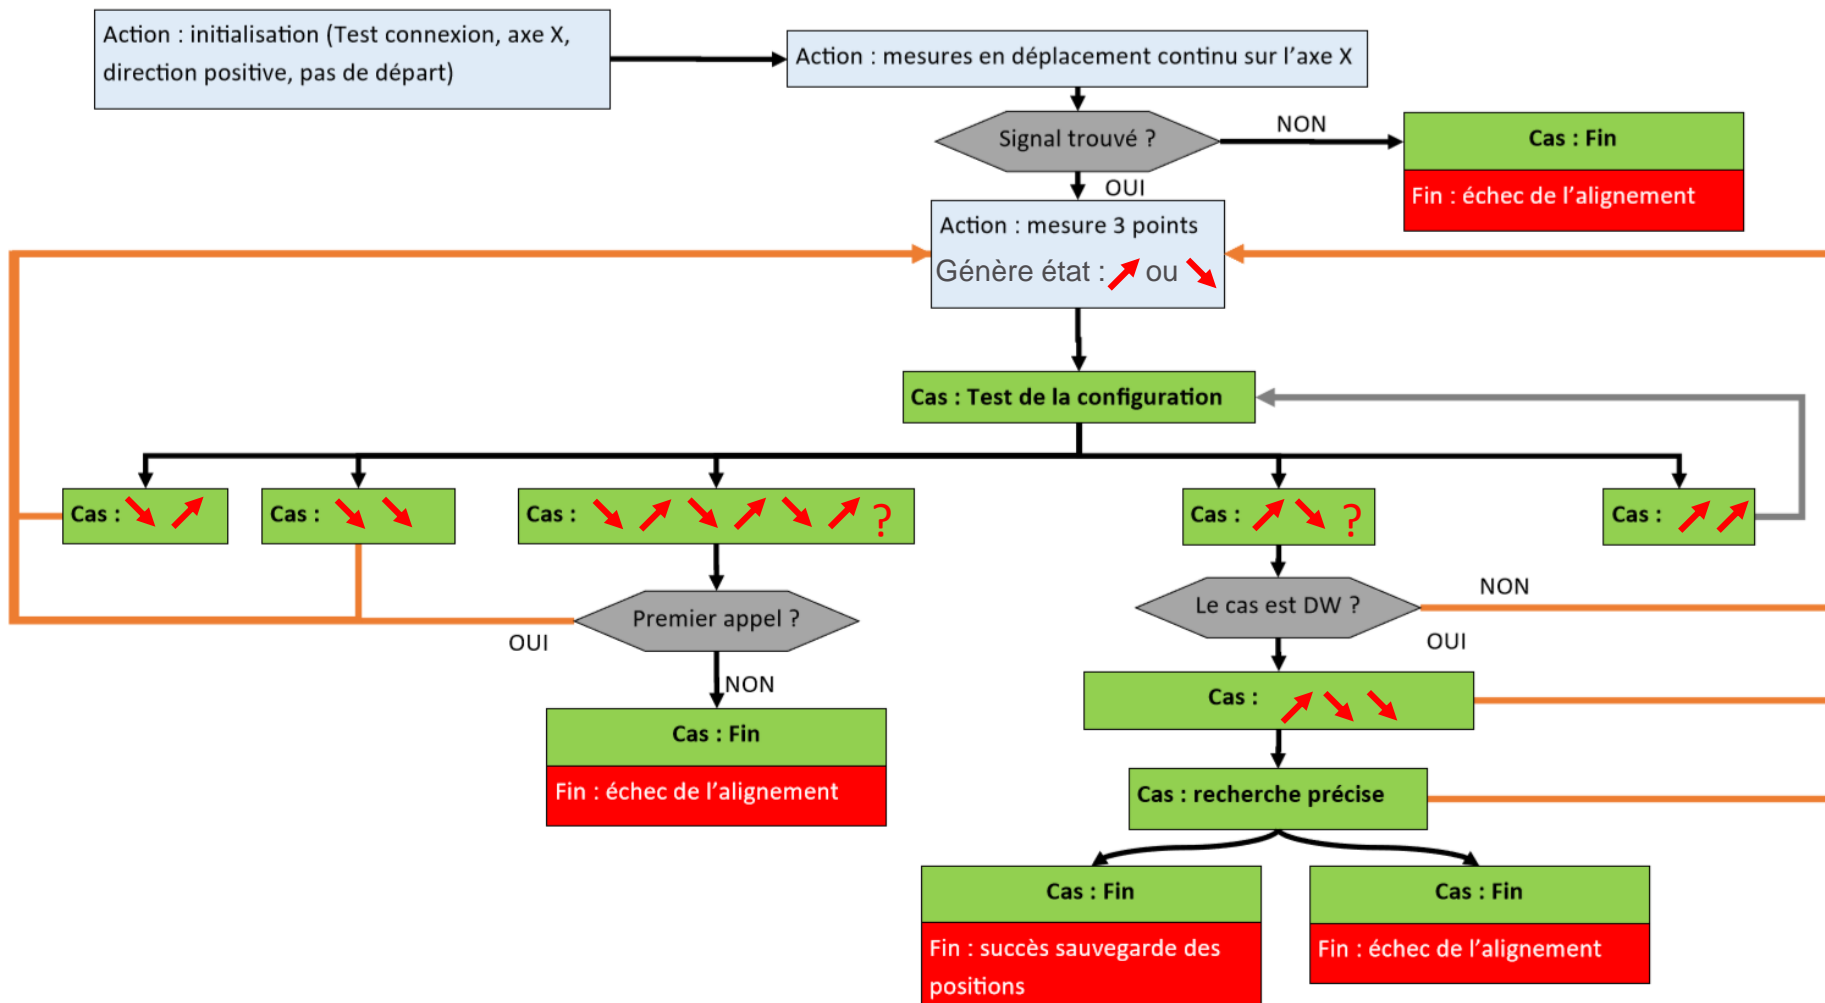 Action : initialisation (Test connexion, axe X,
direction positive, pas de départ)
Action : mesures en déplacement continu sur l'axe X
Signal trouvé ?
NON
OUI
Cas : Fin
Fin : échec de l'alignement
Action : mesure 3 points
Génère état : ou
Cas : Test de la configuration
Cas :
Cas :
Cas : ?
Cas : ?
Cas :
Premier appel ?
OUI
NON
Cas : Fin
Fin : échec de l'alignement
Le cas est DW ?
NON
OUI
Cas :
Cas : recherche précise
Cas : Fin
Fin : succès sauvegarde des
positions
Cas : Fin
Fin : échec de l'alignement